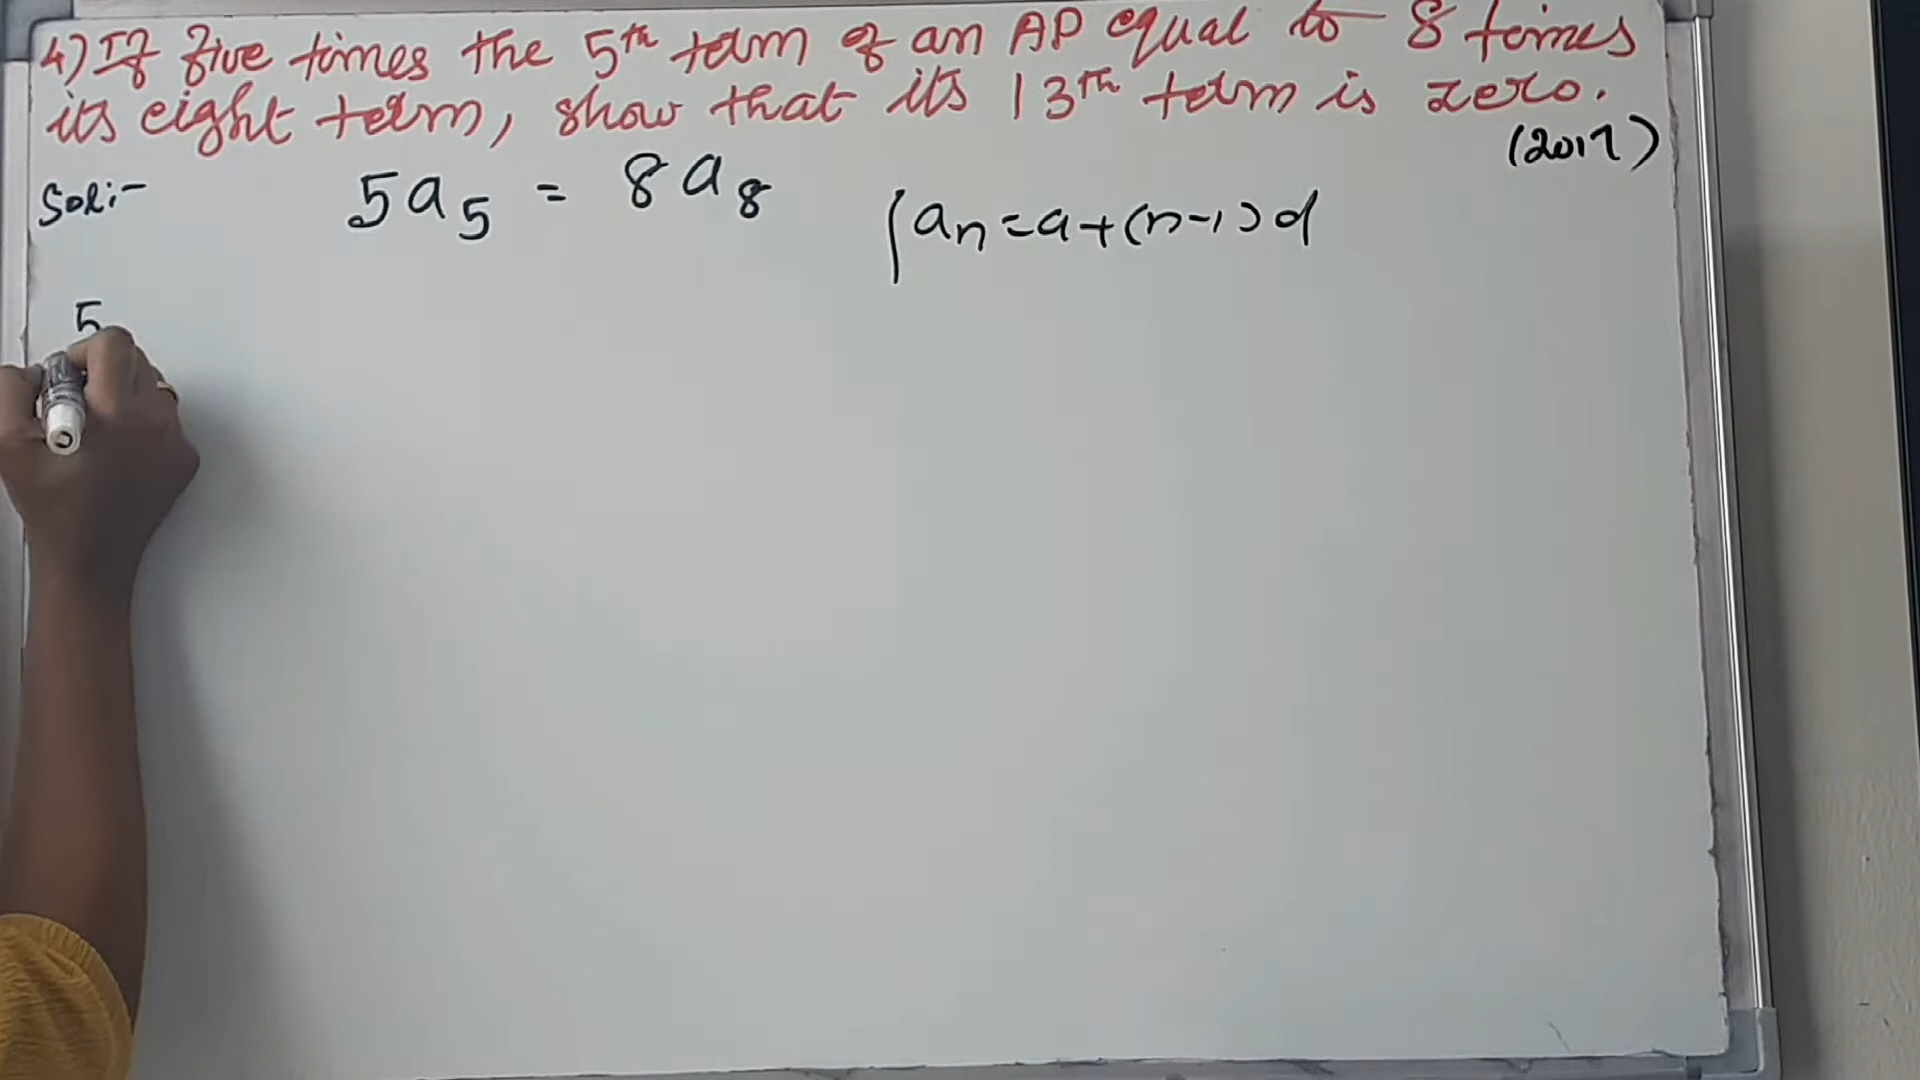 4) If five times the 5th term of an AP equal to 8 times
its eight term, show that its 13th term is zero.
(2017)
Sol:- 5a5 = 8a8 {an = a+(n-1)d
5